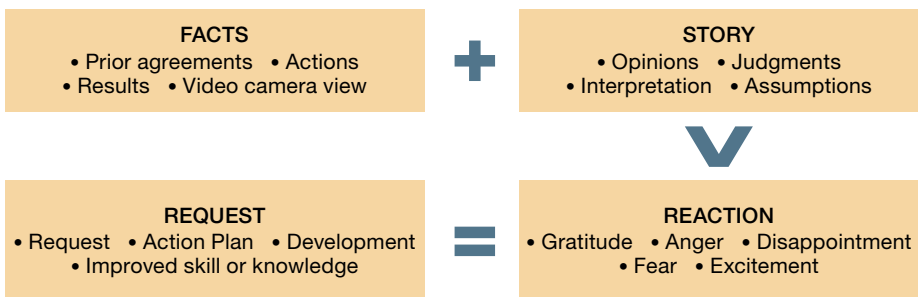 FACTS
• Prior agreements • Actions
• Results • Video camera view
+
STORY
• Opinions • Judgments
• Interpretation • Assumptions
REQUEST
• Request • Action Plan • Development
• Improved skill or knowledge
=
REACTION
• Gratitude • Anger • Disappointment
• Fear • Excitement